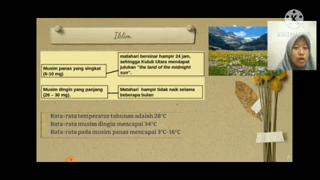 Iklim
matahari bersinar hampir 24 jam,
sehingga Kutub Utara mendapat
julukan "the land of the midnight
sun".
Musim panas yang singkat
(6-10 mg)
Musim dingin yang panjang
(26 – 30 mg).
Matahari hampir tidak naik selama
beberapa bulan
Rata-rata temperatur tahunan adalah 28°C
Rata-rata musim dingin mencapai 34°C
Rata-rata pada musim panas mencapai 3°C-16°C